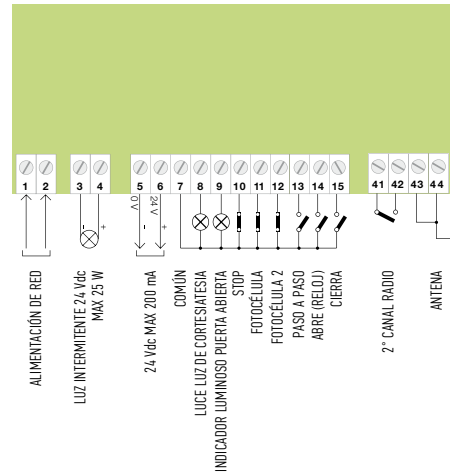 1 2 3 4 5 6 7 8 9 10 11 12 13 14 15 41 42 43 44
0 V
24 V
- +
- +
ALIMENTACIÓN DE RED
LUZ INTERMITENTE 24 Vdc
MAX 25 W
24 Vdc MAX 200 mA
COMÚN
LUCE LUZ DE CORTESIATESIA
INDICADOR LUMINOSO PUERTA ABIERTA
STOP
FOTOCÉLULA
FOTOCÉLULA 2
PASO A PASO
ABRE (RELOJ)
CIERRA
2° CANAL RADIO
ANTENA